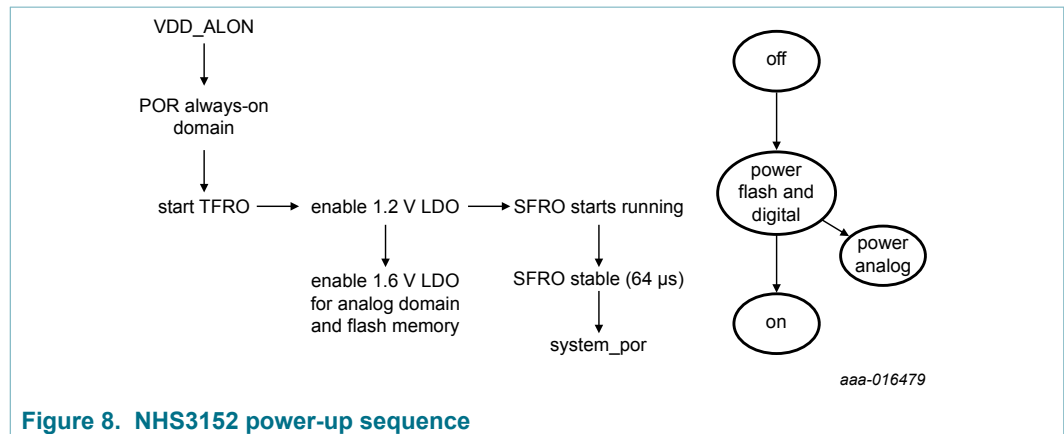 VDD_ALON
POR always-on
domain
start TFRO
enable 1.2 V LDO
SFRO starts running
enable 1.6 V LDO
for analog domain
and flash memory
SFRO stable (64 µs)
system_por
off
power
flash and
digital
power
analog
on
aaa-016479
Figure 8. NHS3152 power-up sequence